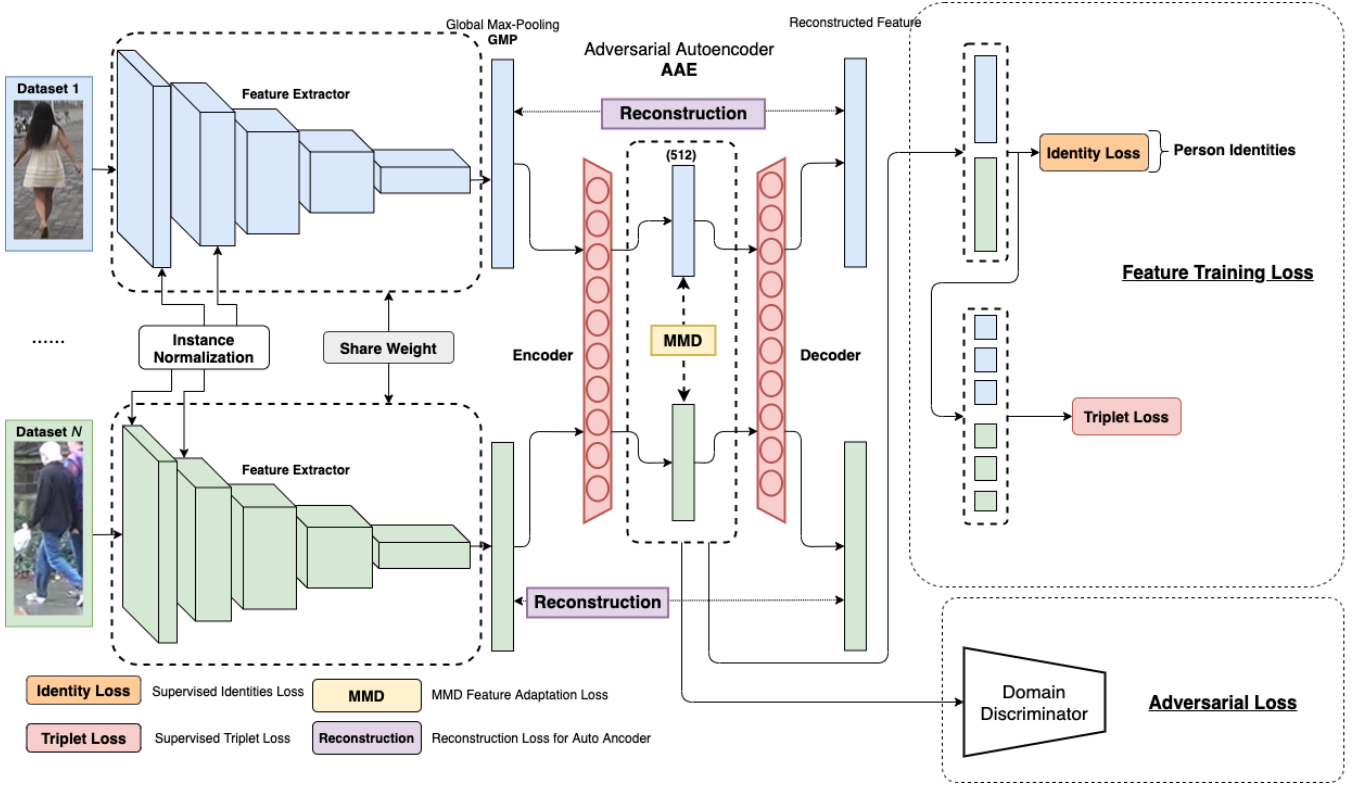 Global Max-Pooling
GMP
Adversarial Autoencoder
AAE
Reconstructed Feature
Dataset 1
Feature Extractor
Reconstruction
(512)
Identity Loss
Person Identities
Feature Training Loss
......
Instance
Normalization
Share Weight
Encoder
MMD
Decoder
Triplet Loss
Dataset N
Feature Extractor
Reconstruction
Identity Loss
Supervised Identities Loss
MMD
MMD Feature Adaptation Loss
Triplet Loss
Supervised Triplet Loss
Reconstruction
Reconstruction Loss for Auto Ancoder
Domain
Discriminator
Adversarial Loss